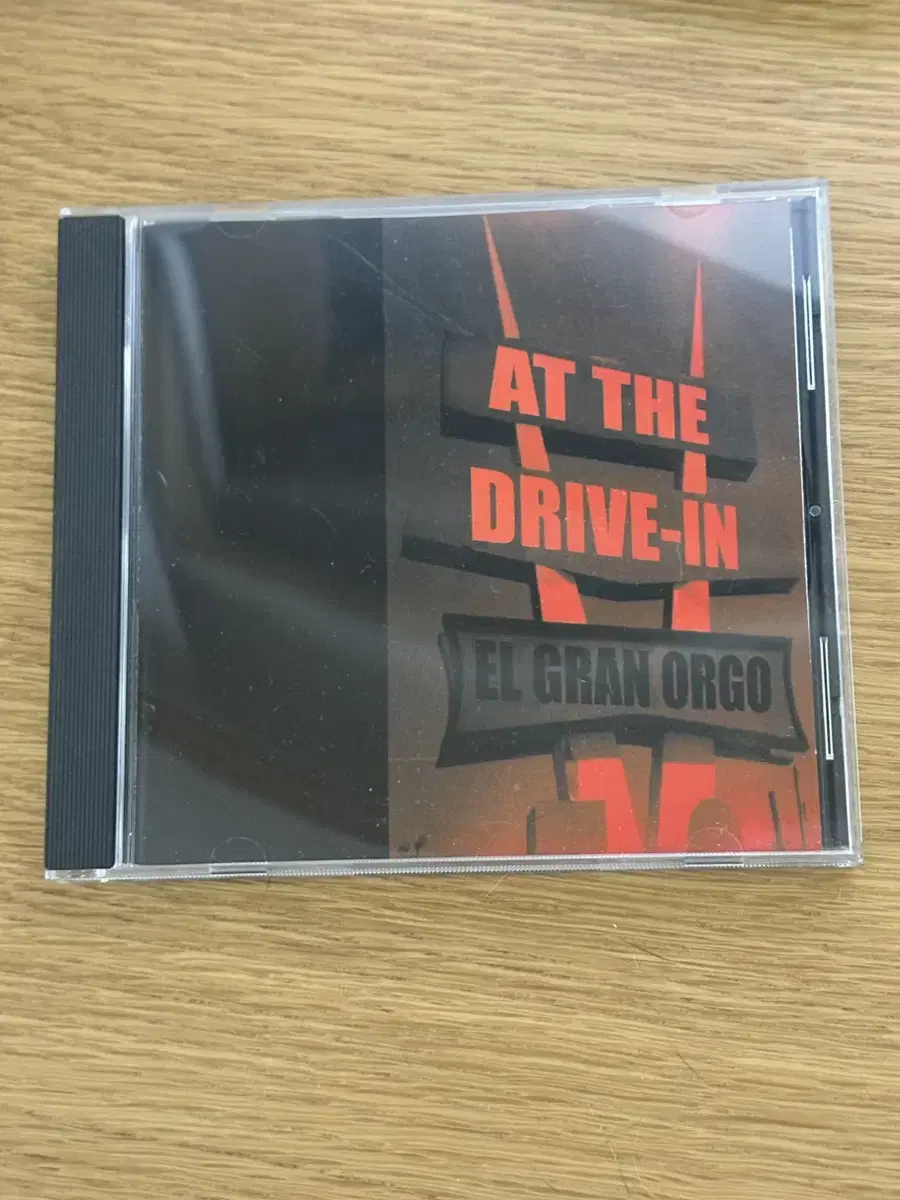 AT THE
DRIVE-IN
EL GRAN ORGO